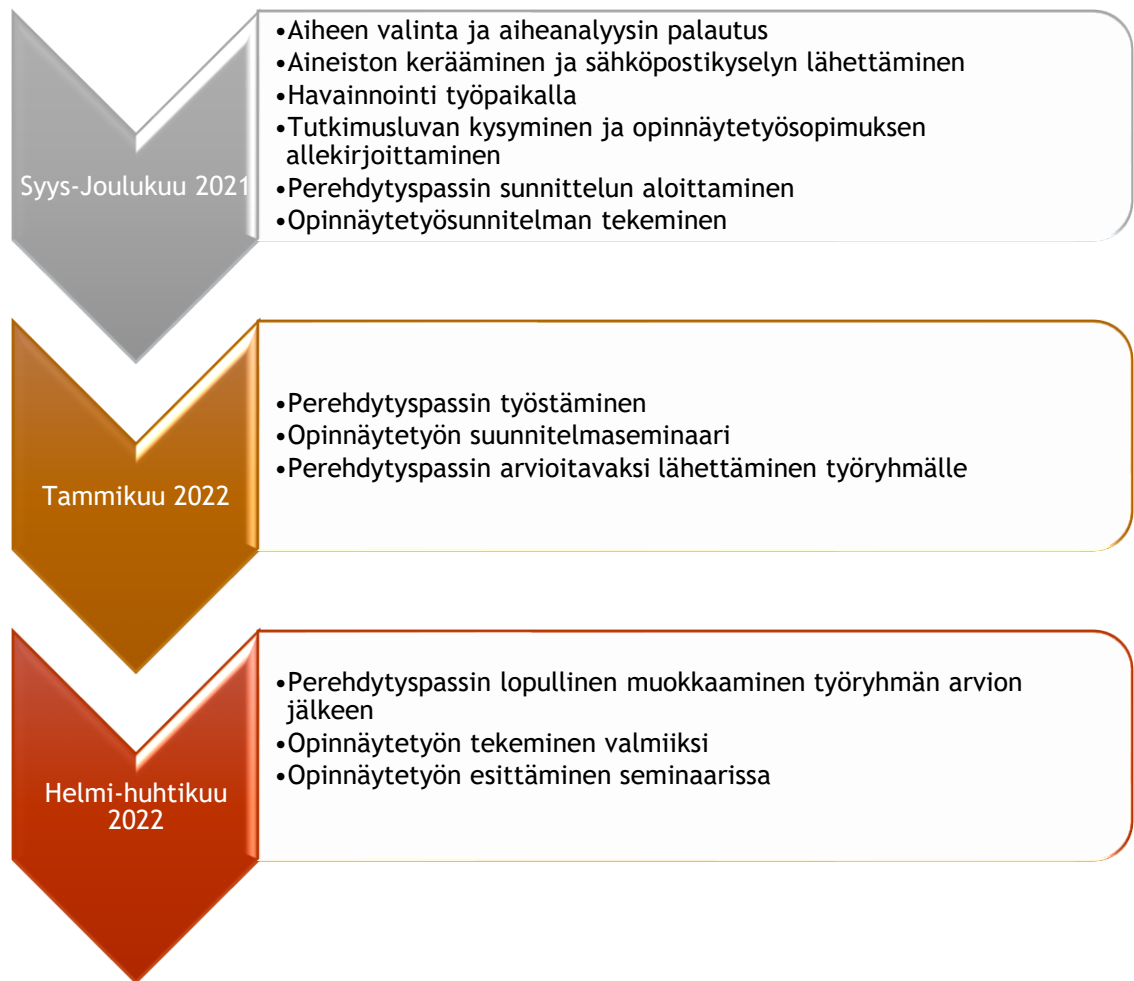 Syys-Joulukuu 2021
•Aiheen valinta ja aiheanalyysin palautus
•Aineiston kerääminen ja sähköpostikyselyn lähettäminen
•Havainnointi työpaikalla
•Tutkimusluvan kysyminen ja opinnäytetyösopimuksen
allekirjoittaminen
•Perehdytyspassin sunnittelun aloittaminen
•Opinnäytetyösunnitelman tekeminen
Tammikuu 2022
•Perehdytyspassin työstäminen
•Opinnäytetyön suunnitelmaseminaari
•Perehdytyspassin arvioitavaksi lähettäminen työryhmälle
Helmi-huhtikuu
2022
•Perehdytyspassin lopullinen muokkaaminen työryhmän arvion
jälkeen
•Opinnäytetyön tekeminen valmiiksi
•Opinnäytetyön esittäminen seminaarissa